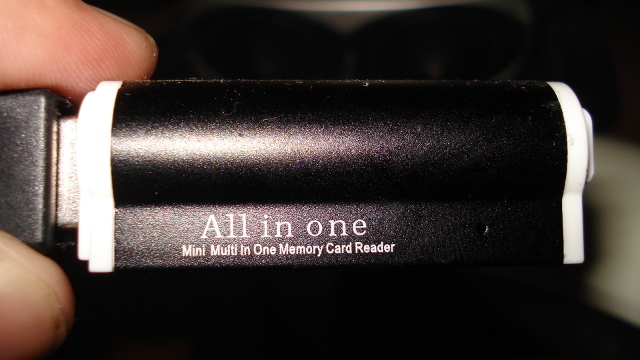 All in one
Mini Multi In One Memory Card Reader